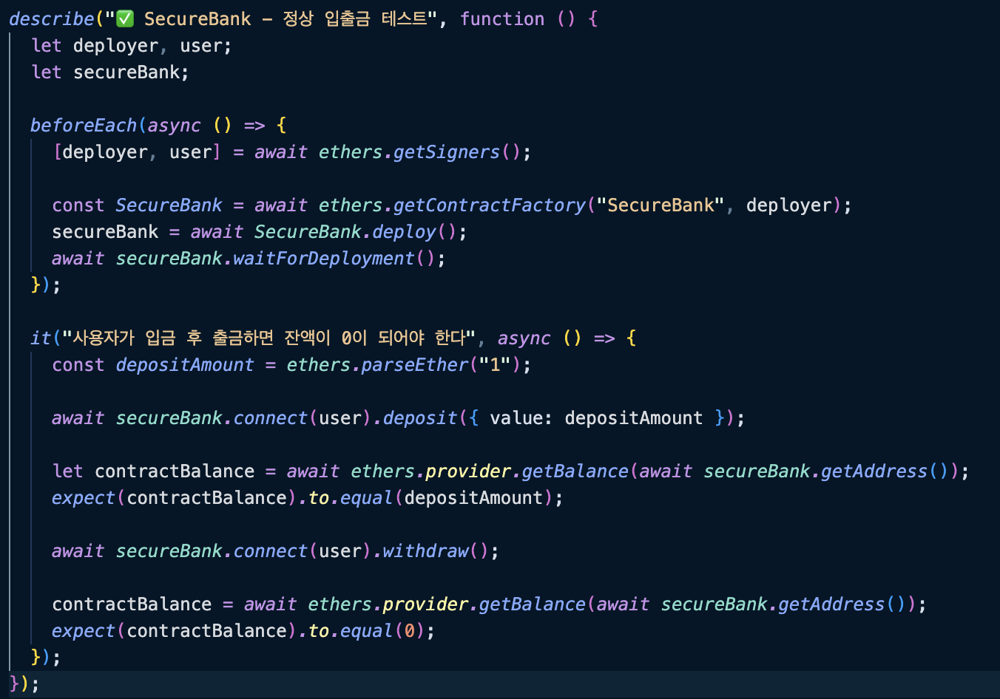 describe("✅ SecureBank – 정상 입출금 테스트", function () {
let deployer, user;
let secureBank;
beforeEach(async () => {
[deployer, user] = await ethers.getSigners();
const SecureBank = await ethers.getContractFactory("SecureBank", deployer);
secureBank = await SecureBank.deploy();
await secureBank.waitForDeployment();
});
it("사용자가 입금 후 출금하면 잔액이 0이 되어야 한다", async () => {
const depositAmount = ethers.parseEther("1");
await secureBank.connect(user).deposit({ value: depositAmount });
let contractBalance = await ethers.provider.getBalance(await secureBank.getAddress());
expect(contractBalance).to.equal(depositAmount);
await secureBank.connect(user).withdraw();
contractBalance = await ethers.provider.getBalance(await secureBank.getAddress());
expect(contractBalance).to.equal(0);
});
});